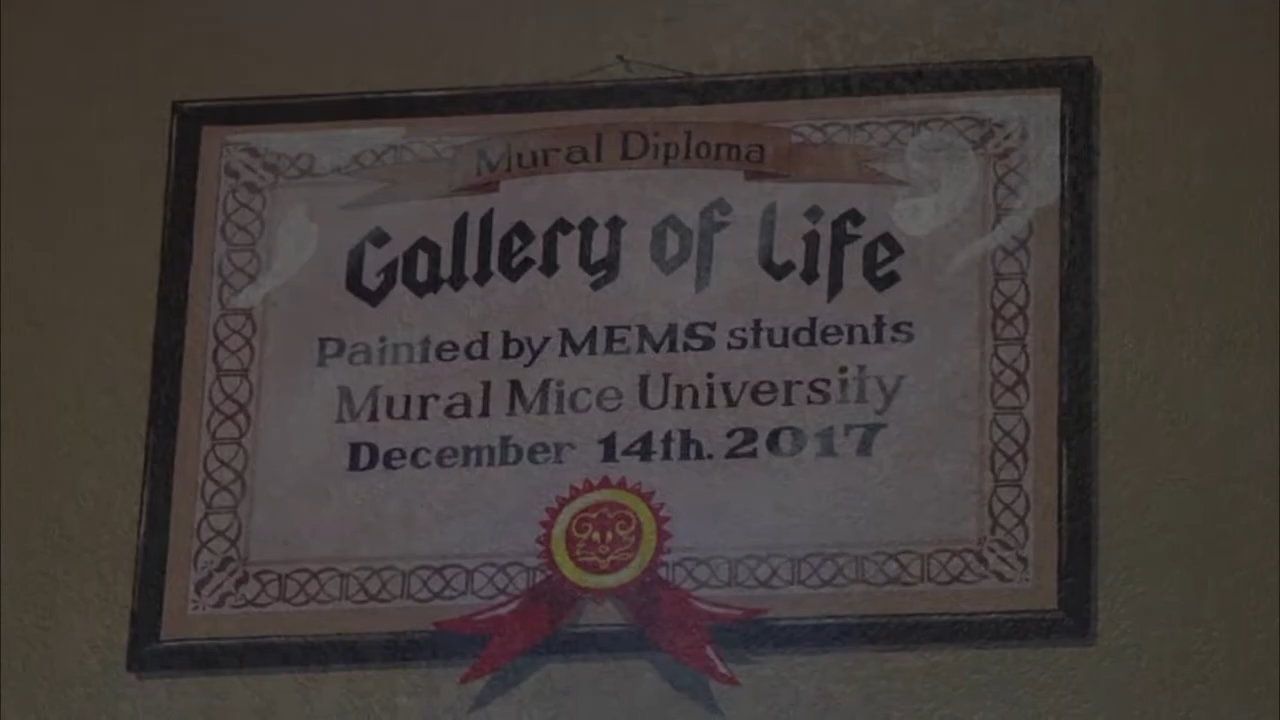 Mural Diploma
Gallery of Life
Painted by MEMS students
Mural Mice University
December 14th. 2017